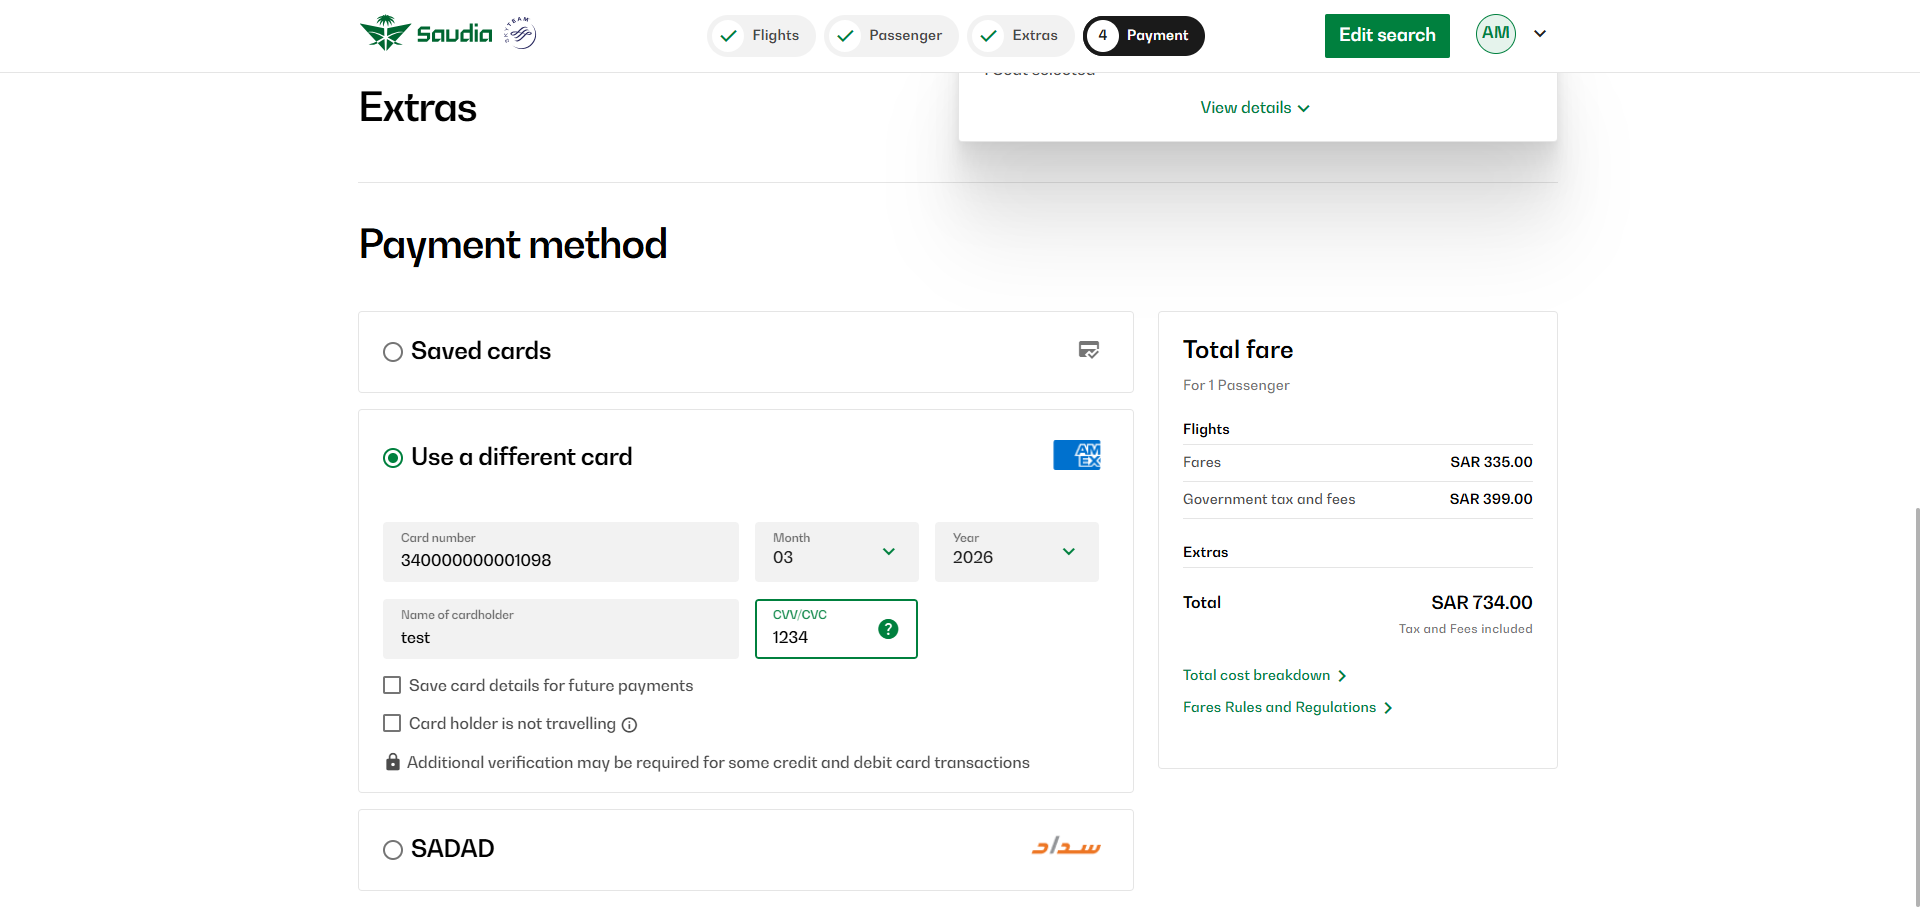 Saudia
SKYTEAM
Flights
Passenger
Extras
4 Payment
Edit search
AM
Extras
View details
Payment method
Saved cards
Use a different card
AM
EX
Card number
340000000001098
Month
03
Year
2026
Name of cardholder
test
CVV/CVC
1234
?
Save card details for future payments
Card holder is not travelling
Additional verification may be required for some credit and debit card transactions
SADAD
سداد
Total fare
For 1 Passenger
Flights
Fares SAR 335.00
Government tax and fees SAR 399.00
Extras
Total SAR 734.00
Tax and Fees included
Total cost breakdown
Fares Rules and Regulations